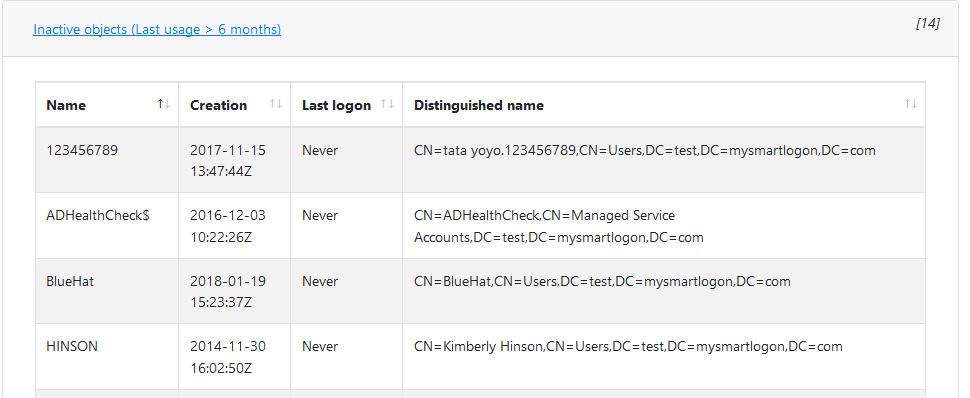 Inactive objects (Last usage > 6 months)
[14]
Name Creation Last logon Distinguished name
123456789 2017-11-15 Never CN=tata yoyo.123456789,CN=Users,DC=test,DC=mysmartlogon,DC=com
13:47:44Z
ADHealthCheck$ 2016-12-03 Never CN=ADHealthCheck,CN=Managed Service
10:22:26Z Accounts,DC=test,DC=mysmartlogon,DC=com
BlueHat 2018-01-19 Never CN=BlueHat,CN=Users,DC=test,DC=mysmartlogon,DC=com
15:23:37Z
HINSON 2014-11-30 Never CN=Kimberly Hinson,CN=Users,DC=test,DC=mysmartlogon,DC=com
16:02:50Z